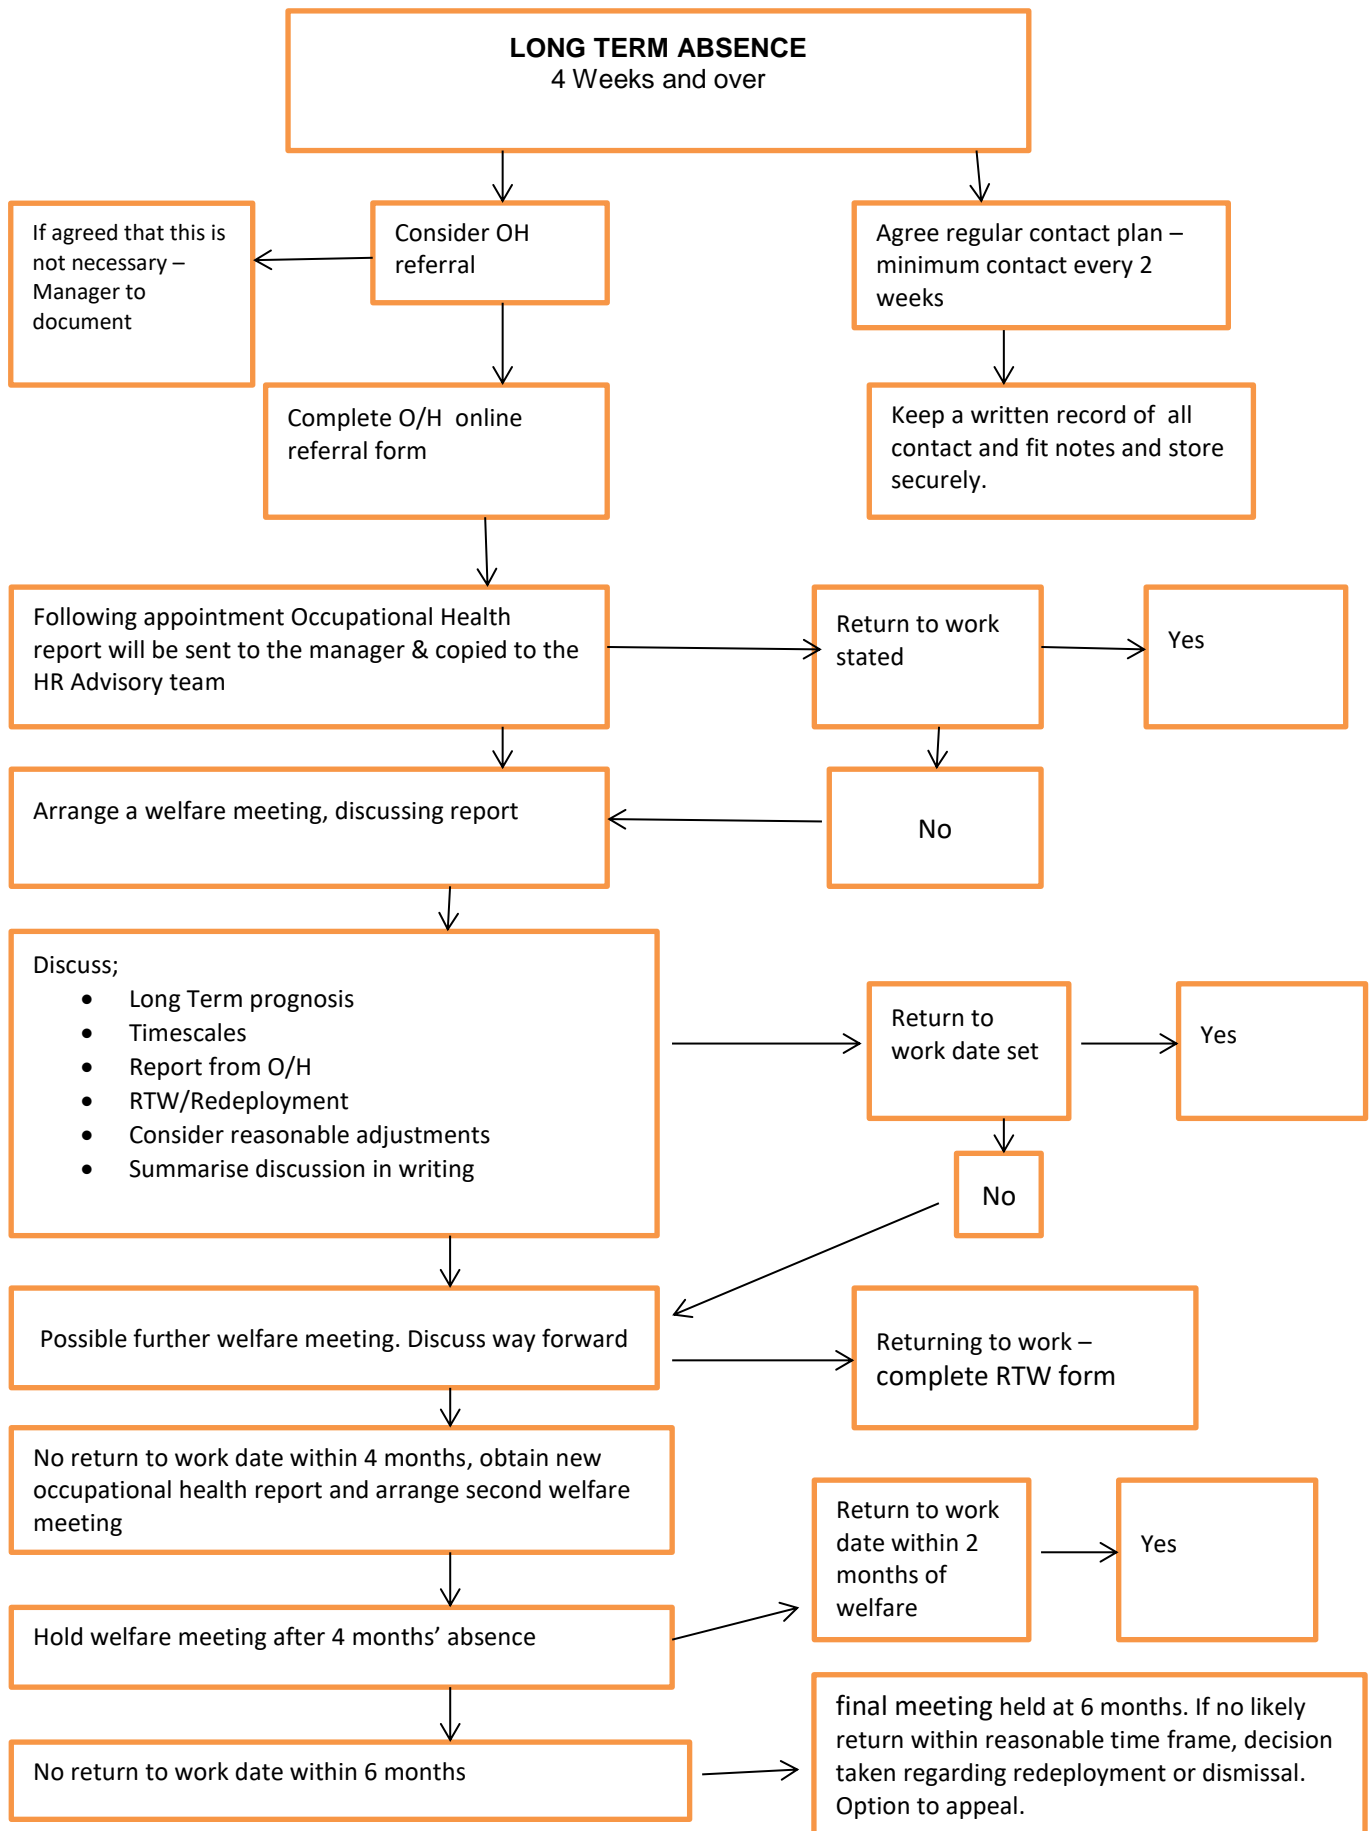 LONG TERM ABSENCE
4 Weeks and over
If agreed that this is
not necessary –
Manager to
document
Consider OH
referral
Agree regular contact plan –
minimum contact every 2
weeks
Complete O/H  online
referral form
Keep a written record of  all
contact and fit notes and store
securely.
Following appointment Occupational Health
report will be sent to the manager & copied to the
HR Advisory team
Return to work
stated
Yes
Arrange a welfare meeting, discussing report
No
Discuss;
• Long Term prognosis
• Timescales
• Report from O/H
• RTW/Redeployment
• Consider reasonable adjustments
• Summarise discussion in writing
Return to
work date set
Yes
No
Possible further welfare meeting. Discuss way forward
Returning to work –
complete RTW form
No return to work date within 4 months, obtain new
occupational health report and arrange second welfare
meeting
Return to work
date within 2
months of
welfare
Yes
Hold welfare meeting after 4 months’ absence
No return to work date within 6 months
final meeting held at 6 months. If no likely
return within reasonable time frame, decision
taken regarding redeployment or dismissal.
Option to appeal.